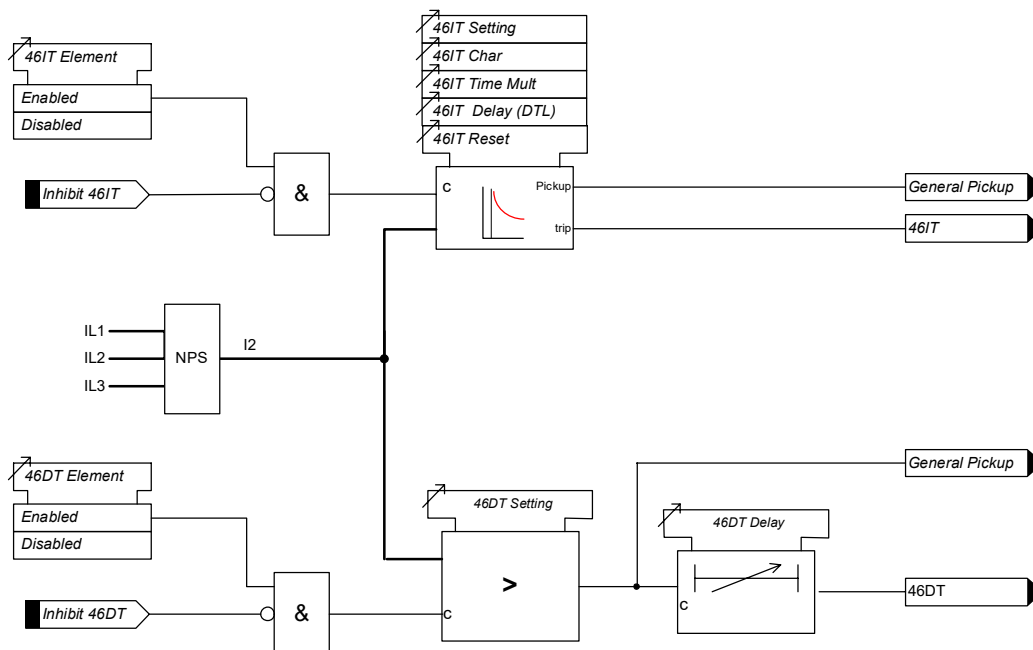 46IT Element
Enabled
Disabled
Inhibit 46IT
&
46IT Setting
46IT Char
46IT Time Mult
46IT  Delay (DTL)
46IT Reset
C
Pickup
trip
General Pickup
46IT
IL1
IL2
IL3
NPS
I2
46DT Element
Enabled
Disabled
Inhibit 46DT
&
46DT Setting
>
C
46DT Delay
C
General Pickup
46DT